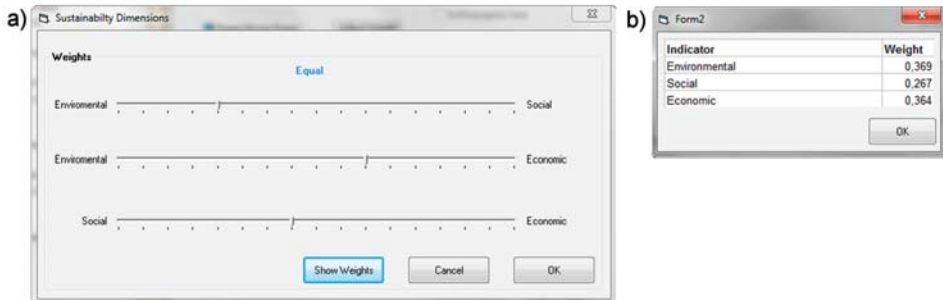 a)
Sustainabilty Dimensions
Weights
Equal
Enviromental Social
Enviromental Economic
Social Economic
Show Weights Cancel OK
b)
Form2
Indicator Weight
Environmental 0,369
Social 0,267
Economic 0,364
OK